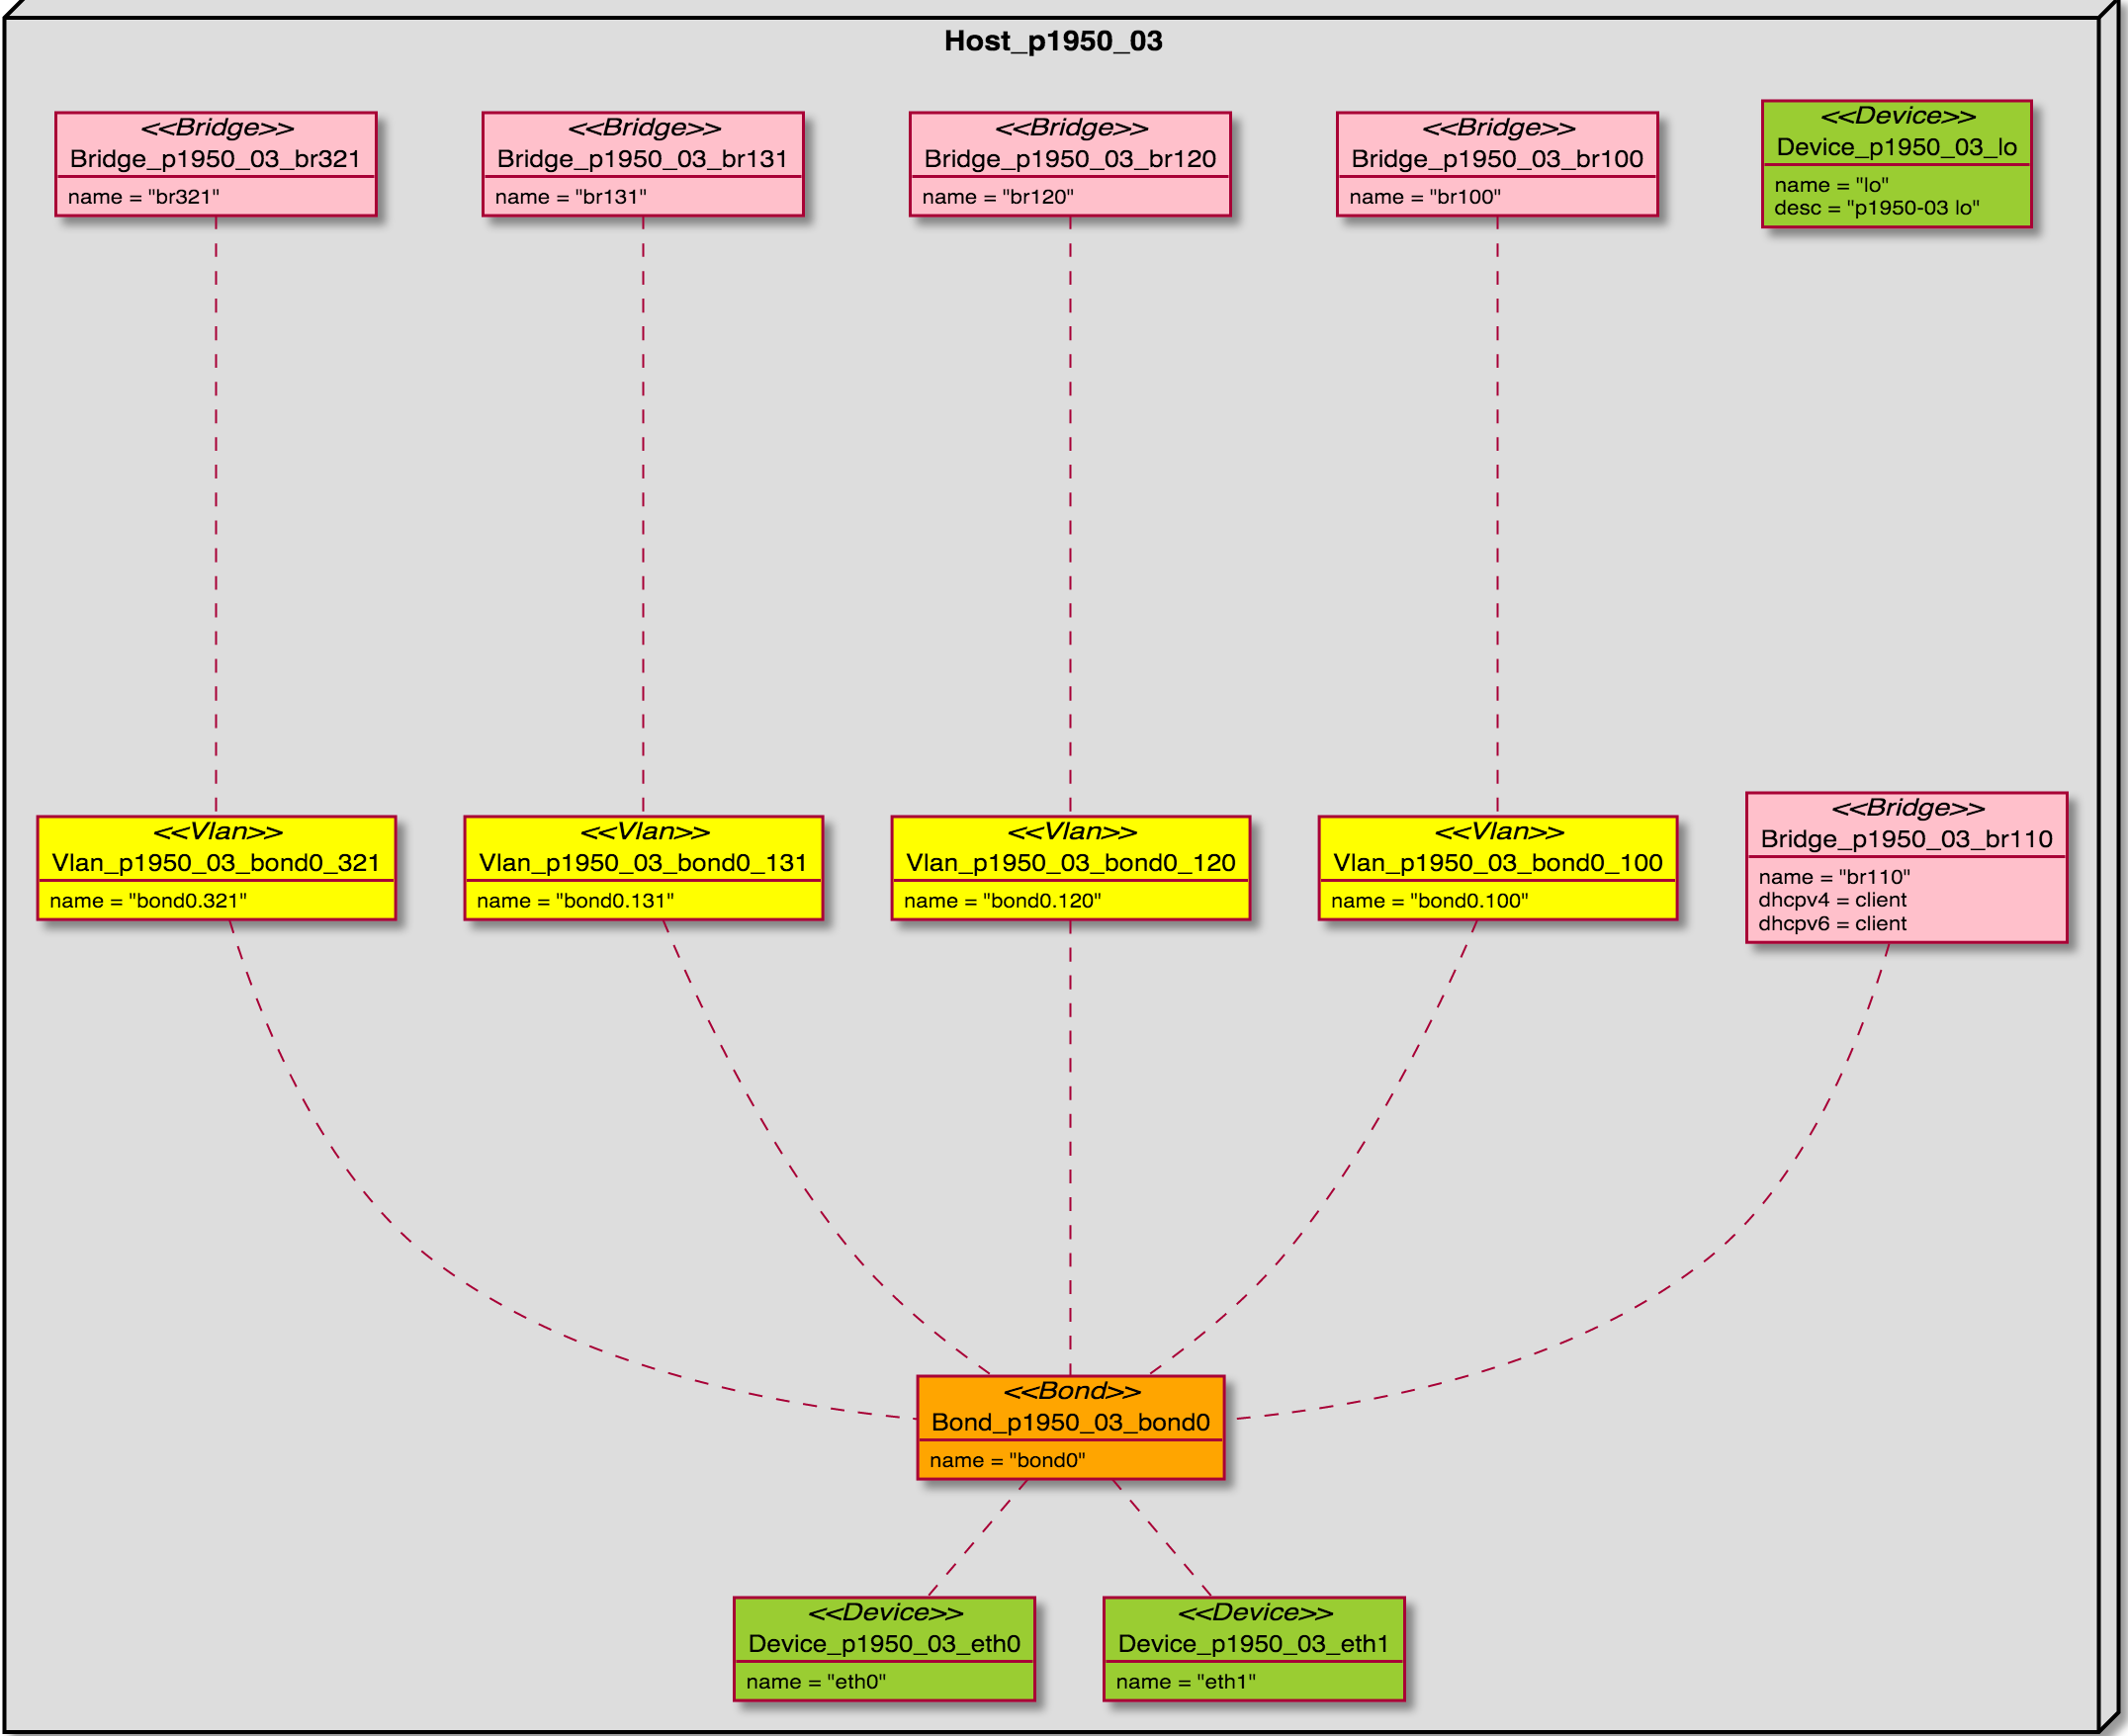 Host_p1950_03
<<Bridge>>
Bridge_p1950_03_br321
name = "br321"
<<Bridge>>
Bridge_p1950_03_br131
name = "br131"
<<Bridge>>
Bridge_p1950_03_br120
name = "br120"
<<Bridge>>
Bridge_p1950_03_br100
name = "br100"
<<Device>>
Device_p1950_03_lo
name = "lo"
desc = "p1950-03 lo"
<<Vlan>>
Vlan_p1950_03_bond0_321
name = "bond0.321"
<<Vlan>>
Vlan_p1950_03_bond0_131
name = "bond0.131"
<<Vlan>>
Vlan_p1950_03_bond0_120
name = "bond0.120"
<<Vlan>>
Vlan_p1950_03_bond0_100
name = "bond0.100"
<<Bridge>>
Bridge_p1950_03_br110
name = "br110"
dhcpv4 = client
dhcpv6 = client
<<Bond>>
Bond_p1950_03_bond0
name = "bond0"
<<Device>>
Device_p1950_03_eth0
name = "eth0"
<<Device>>
Device_p1950_03_eth1
name = "eth1"